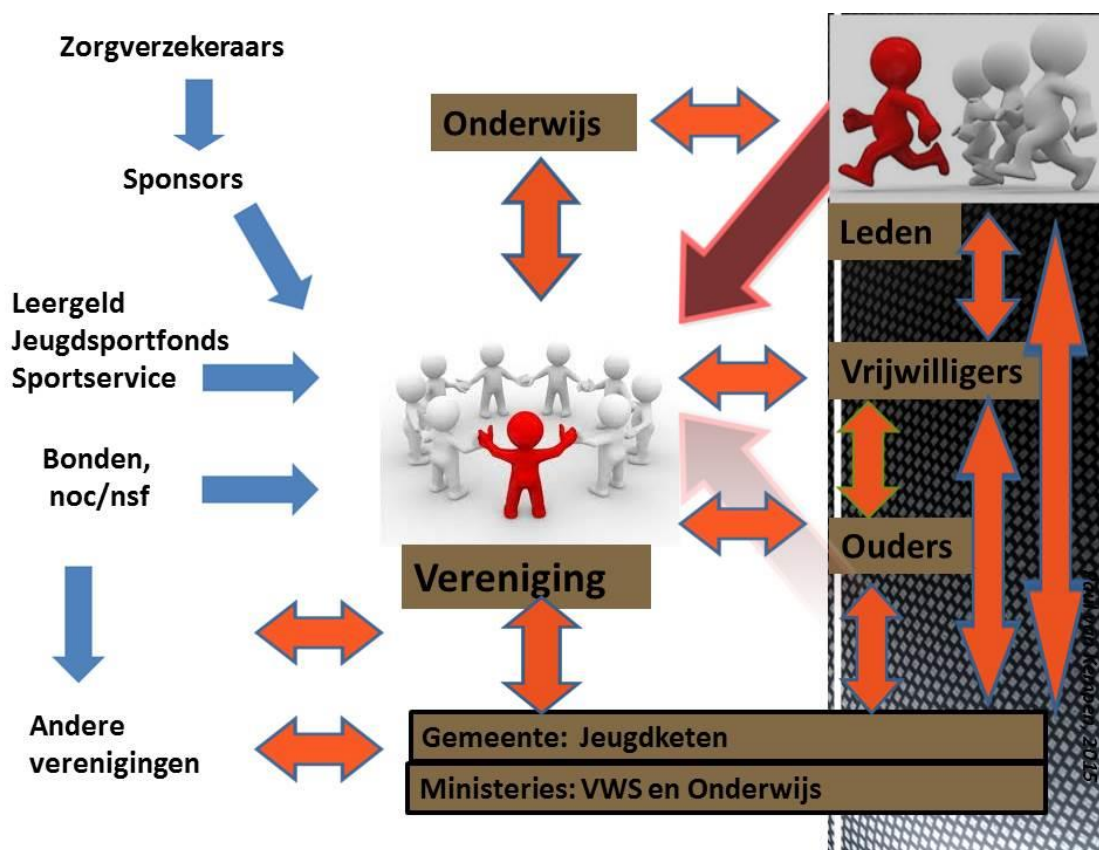 Zorgverzekeraars
Sponsors
Onderwijs
Leden
Leergeld
Jeugdsportfonds
Sportservice
Vrijwilligers
Bonden,
noc/nsf
Ouders
Vereniging
Andere
verenigingen
Gemeente: Jeugdketen
Ministeries: VWS en Onderwijs
2015